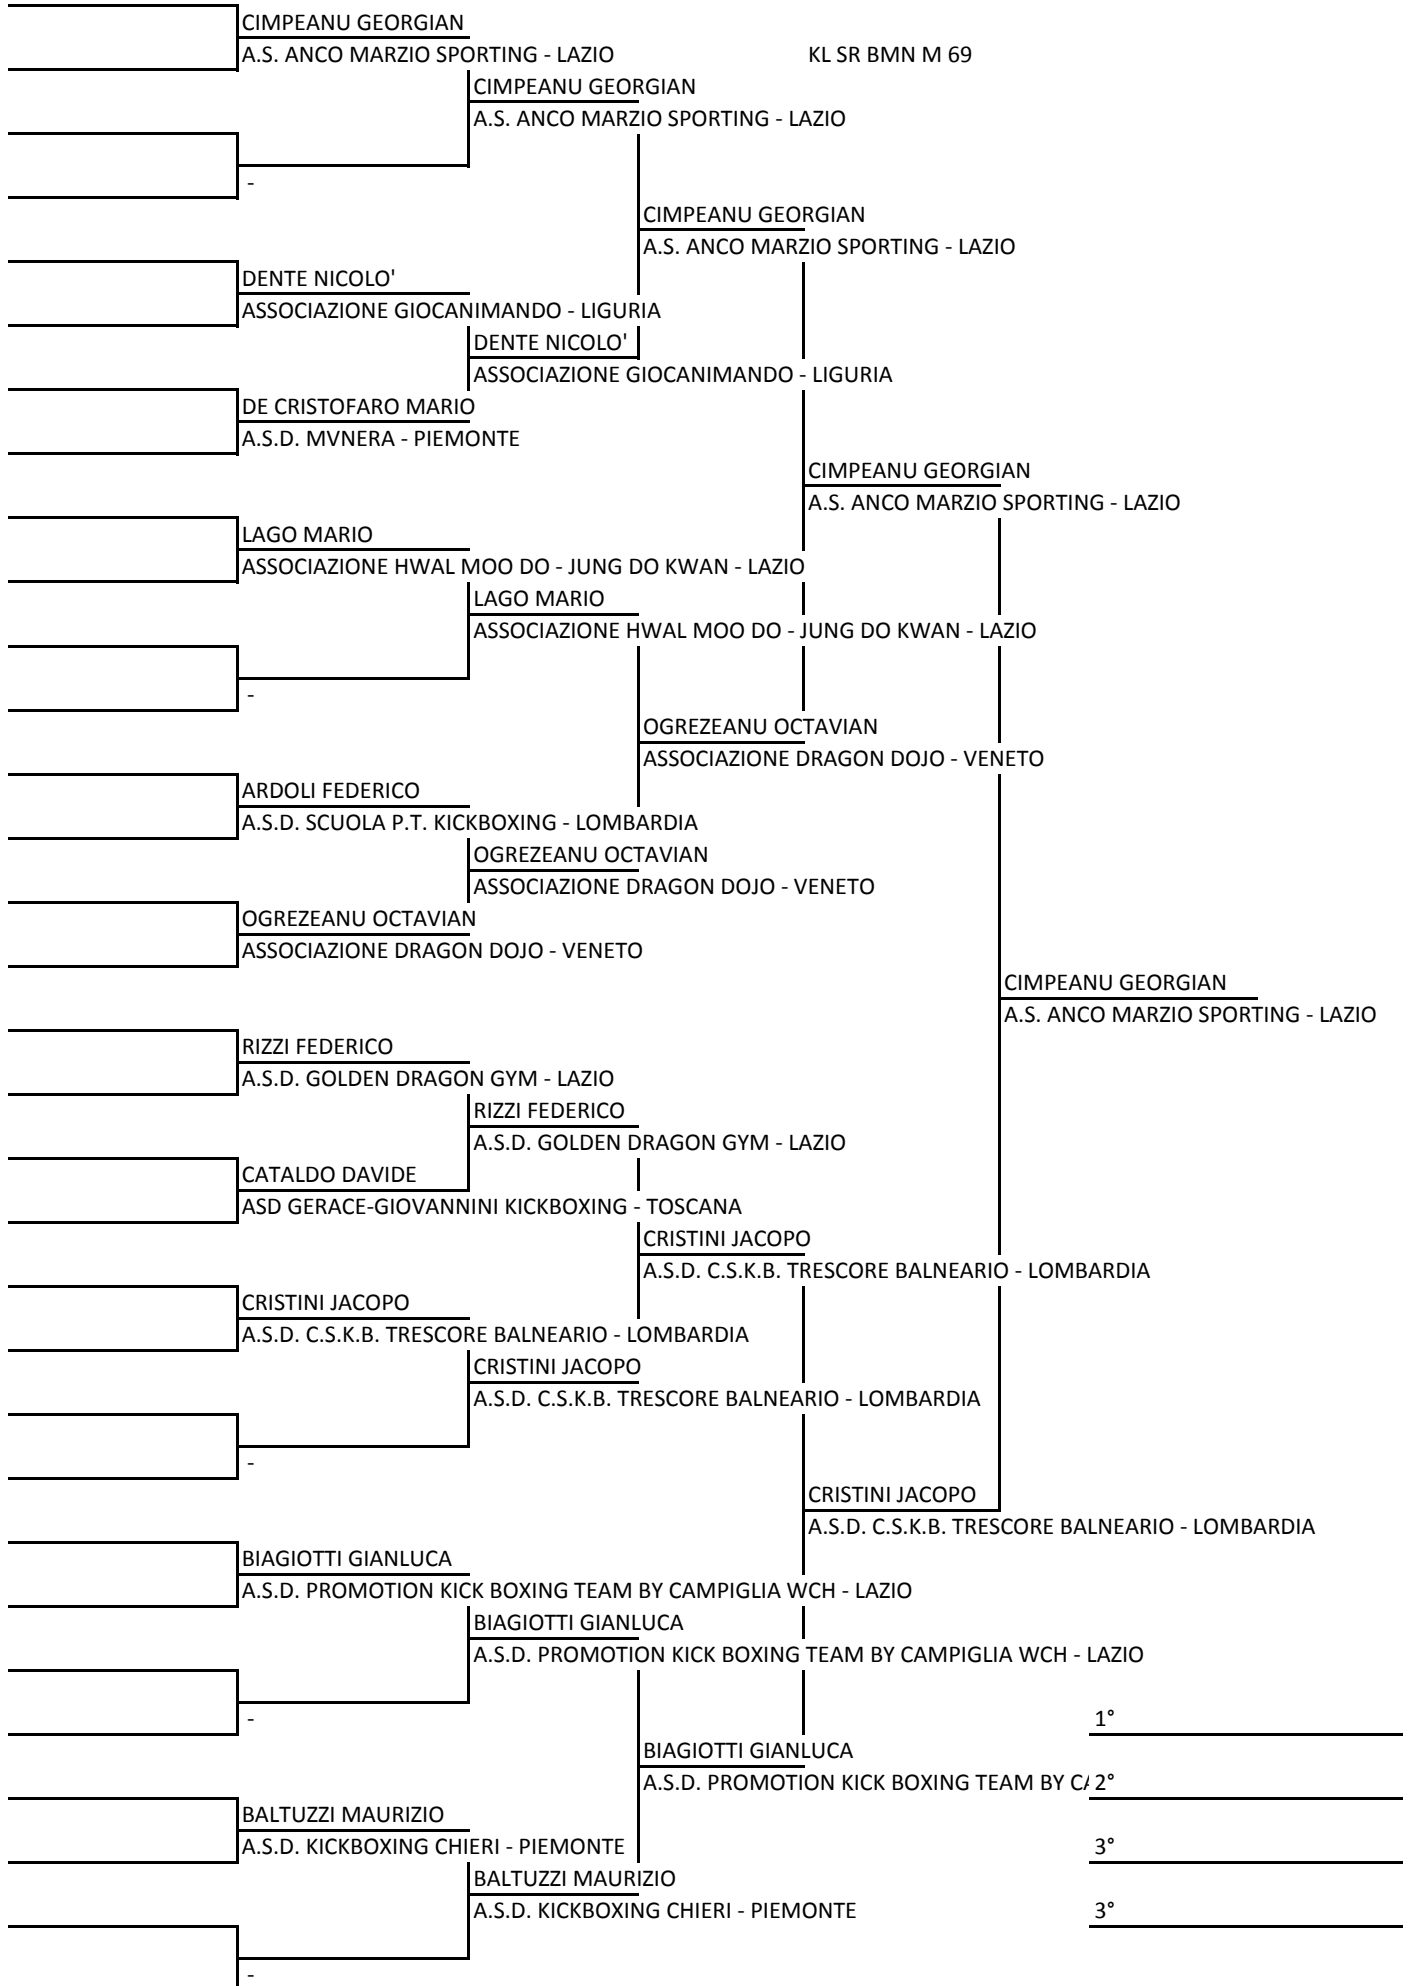 CIMPEANU GEORGIAN
A.S. ANCO MARZIO SPORTING - LAZIO
KL SR BMN M 69
CIMPEANU GEORGIAN
A.S. ANCO MARZIO SPORTING - LAZIO
-
CIMPEANU GEORGIAN
A.S. ANCO MARZIO SPORTING - LAZIO
DENTE NICOLO'
ASSOCIAZIONE GIOCANIMANDO - LIGURIA
DENTE NICOLO'
ASSOCIAZIONE GIOCANIMANDO - LIGURIA
DE CRISTOFARO MARIO
A.S.D. MVNERA - PIEMONTE
CIMPEANU GEORGIAN
A.S. ANCO MARZIO SPORTING - LAZIO
LAGO MARIO
ASSOCIAZIONE HWAL MOO DO - JUNG DO KWAN - LAZIO
LAGO MARIO
ASSOCIAZIONE HWAL MOO DO - JUNG DO KWAN - LAZIO
-
OGREZEANU OCTAVIAN
ASSOCIAZIONE DRAGON DOJO - VENETO
ARDOLI FEDERICO
A.S.D. SCUOLA P.T. KICKBOXING - LOMBARDIA
OGREZEANU OCTAVIAN
ASSOCIAZIONE DRAGON DOJO - VENETO
OGREZEANU OCTAVIAN
ASSOCIAZIONE DRAGON DOJO - VENETO
CIMPEANU GEORGIAN
A.S. ANCO MARZIO SPORTING - LAZIO
RIZZI FEDERICO
A.S.D. GOLDEN DRAGON GYM - LAZIO
RIZZI FEDERICO
A.S.D. GOLDEN DRAGON GYM - LAZIO
CATALDO DAVIDE
ASD GERACE-GIOVANNINI KICKBOXING - TOSCANA
CRISTINI JACOPO
A.S.D. C.S.K.B. TRESCORE BALNEARIO - LOMBARDIA
CRISTINI JACOPO
A.S.D. C.S.K.B. TRESCORE BALNEARIO - LOMBARDIA
CRISTINI JACOPO
A.S.D. C.S.K.B. TRESCORE BALNEARIO - LOMBARDIA
-
CRISTINI JACOPO
A.S.D. C.S.K.B. TRESCORE BALNEARIO - LOMBARDIA
BIAGIOTTI GIANLUCA
A.S.D. PROMOTION KICK BOXING TEAM BY CAMPIGLIA WCH - LAZIO
BIAGIOTTI GIANLUCA
A.S.D. PROMOTION KICK BOXING TEAM BY CAMPIGLIA WCH - LAZIO
-
1°
BIAGIOTTI GIANLUCA
A.S.D. PROMOTION KICK BOXING TEAM BY CA
2°
BALTUZZI MAURIZIO
A.S.D. KICKBOXING CHIERI - PIEMONTE
3°
BALTUZZI MAURIZIO
A.S.D. KICKBOXING CHIERI - PIEMONTE
3°
-